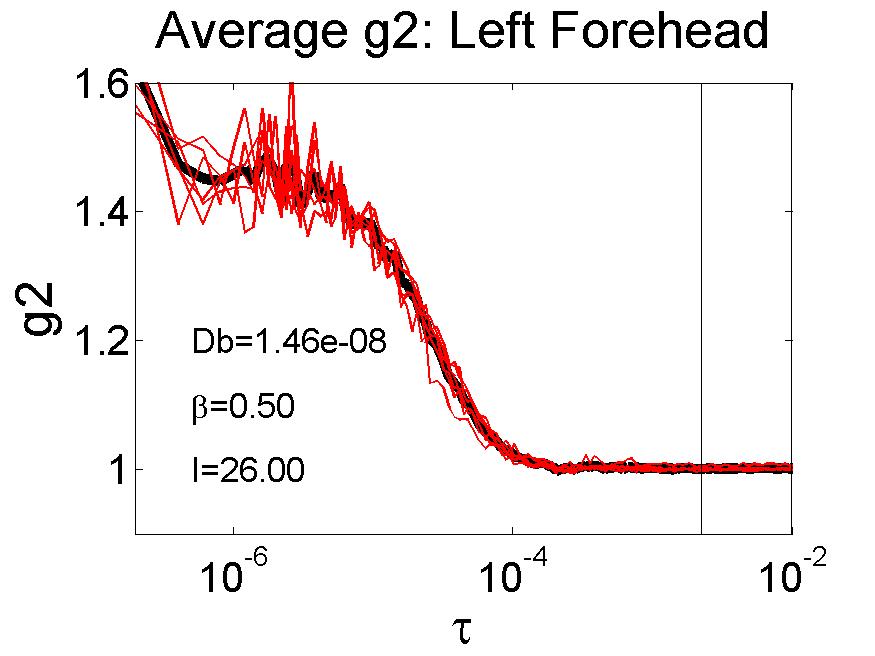 Average g2: Left Forehead
1.6
1.4
1.2
1
g2
Db=1.46e-08
β=0.50
I=26.00
10^-6
10^-4
10^-2
τ